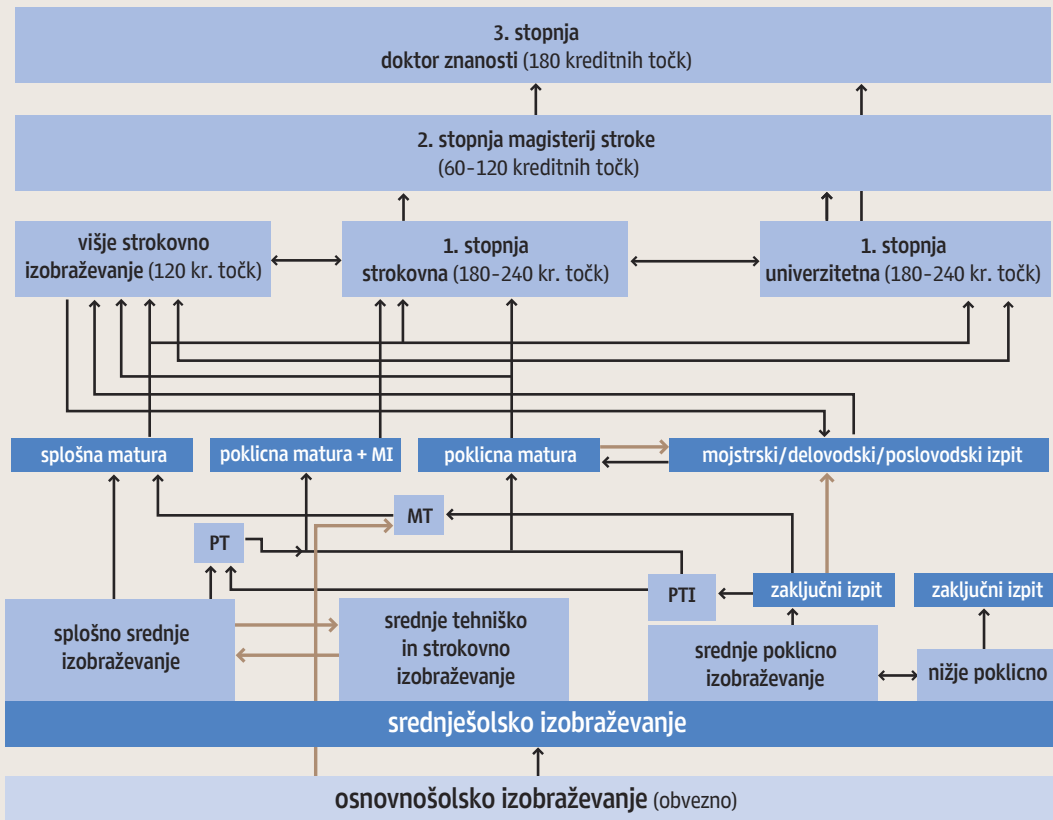 3. stopnja
doktor znanosti (180 kreditnih točk)
2. stopnja magisterij stroke
(60-120 kreditnih točk)
višje strokovno
izobraževanje (120 kr. točk)
1. stopnja
strokovna (180-240 kr. točk)
1. stopnja
univerzitetna (180-240 kr. točk)
splošna matura
poklicna matura + MI
poklicna matura
mojstrski/delovodski/poslovodski izpit
MT
PT
PTI
zaključni izpit
zaključni izpit
splošno srednje
izobraževanje
srednje tehniško
in strokovno
izobraževanje
srednje poklicno
izobraževanje
nižje poklicno
srednješolsko izobraževanje
osnovnošolsko izobraževanje (obvezno)